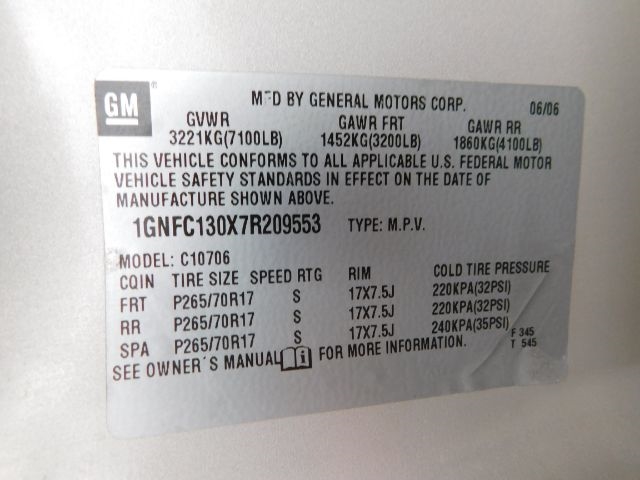 GM ®
MFD BY GENERAL MOTORS CORP. 06/06
GVWR GAWR FRT GAWR RR
3221KG(7100LB) 1452KG(3200LB) 1860KG(4100LB)
THIS VEHICLE CONFORMS TO ALL APPLICABLE U.S. FEDERAL MOTOR
VEHICLE SAFETY STANDARDS IN EFFECT ON THE DATE OF
MANUFACTURE SHOWN ABOVE.
1GNFC130X7R209553 TYPE: M.P.V.
MODEL: C10706
CQIN TIRE SIZE SPEED RTG RIM COLD TIRE PRESSURE
FRT P265/70R17 S 17X7.5J 220KPA(32PSI)
RR P265/70R17 S 17X7.5J 220KPA(32PSI)
SPA P265/70R17 S 17X7.5J 240KPA(35PSI)
F 345
T 545
SEE OWNER'S MANUAL i FOR MORE INFORMATION.